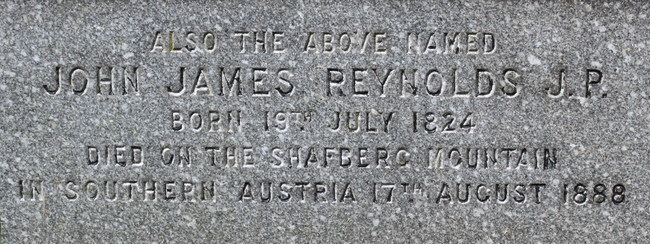 ALSO THE ABOVE NAMED
JOHN JAMES REYNOLDS J.P.
BORN 19TH JULY 1824
DIED ON THE SHAFBERG MOUNTAIN
IN SOUTHERN AUSTRIA 17TH AUGUST 1888